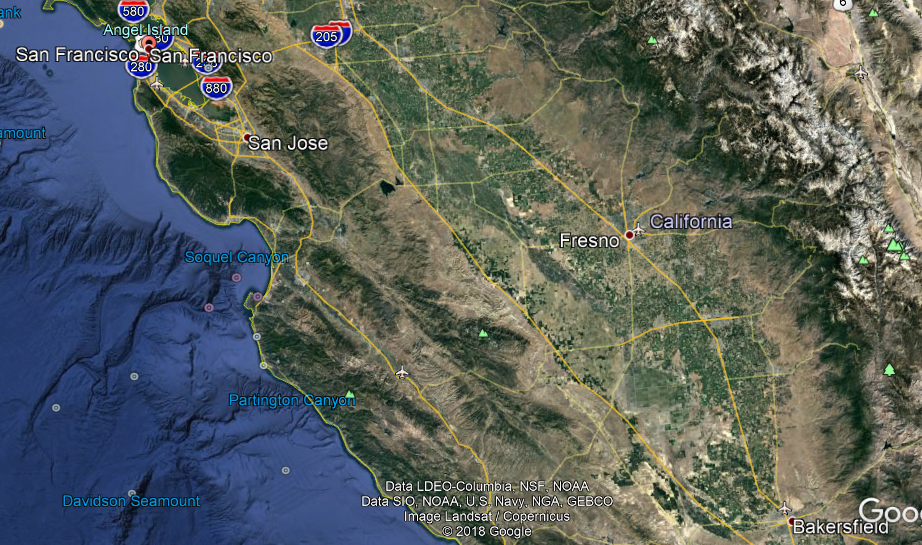 580
ank
6
Angel Island
205
San Francisco
San Francisco
280
880
amount
San Jose
California
Fresno
Soquel Canyon
Partington Canyon
Data LDEO-Columbia, NSF, NOAA
Data SIO, NOAA, U.S. Navy, NGA, GEBCO
Image Landsat / Copernicus
© 2018 Google
Davidson Seamount
Goo
Bakersfield